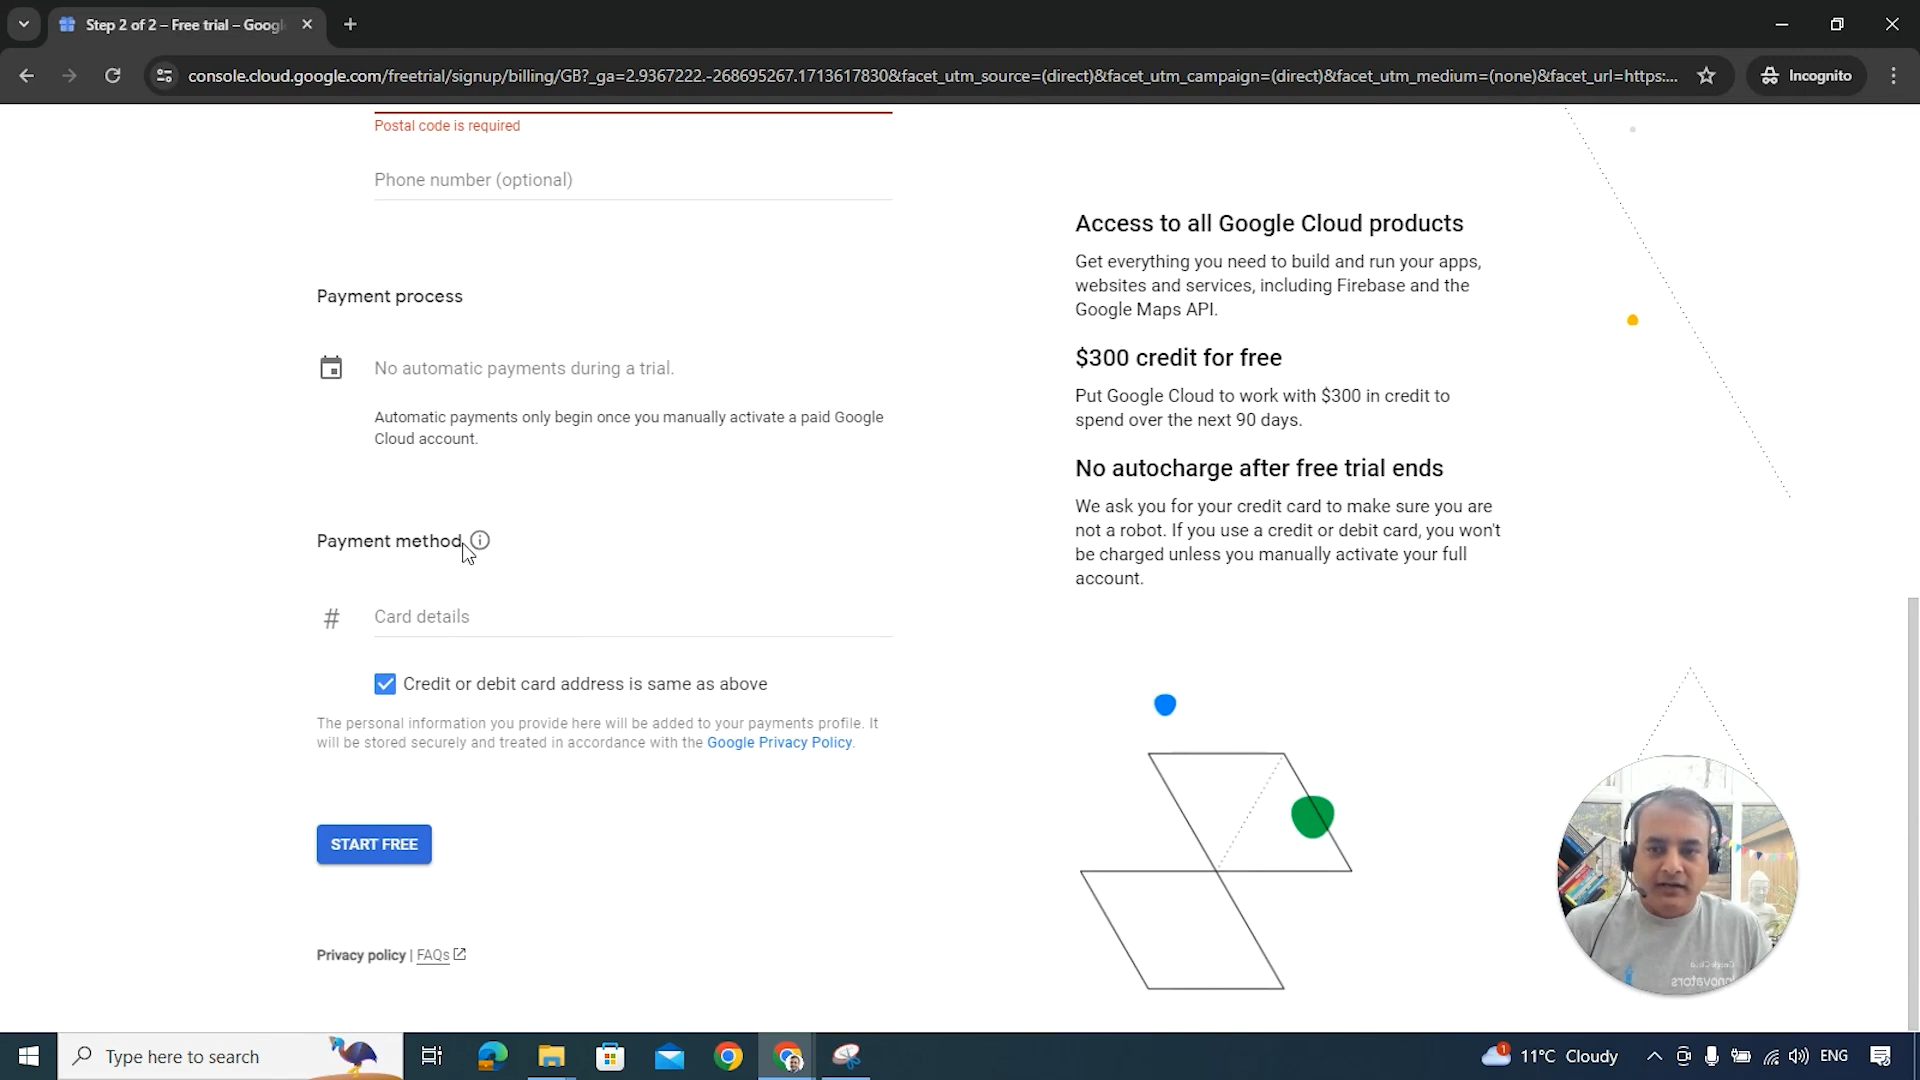 Step 2 of 2 – Free trial – Googl
console.cloud.google.com/freetrial/signup/billing/GB?_ga=2.9367222.-268695267.1713617830&facet_utm_source=(direct)&facet_utm_campaign=(direct)&facet_utm_medium=(none)&facet_url=https:...
Incognito
Postal code is required
Phone number (optional)
Payment process
No automatic payments during a trial.
Automatic payments only begin once you manually activate a paid Google
Cloud account.
Payment method
# Card details
Credit or debit card address is same as above
The personal information you provide here will be added to your payments profile. It
will be stored securely and treated in accordance with the Google Privacy Policy.
START FREE
Privacy policy | FAQs
Access to all Google Cloud products
Get everything you need to build and run your apps,
websites and services, including Firebase and the
Google Maps API.
$300 credit for free
Put Google Cloud to work with $300 in credit to
spend over the next 90 days.
No autocharge after free trial ends
We ask you for your credit card to make sure you are
not a robot. If you use a credit or debit card, you won't
be charged unless you manually activate your full
account.
Google Cloud
Innovators
Type here to search
1
11°C Cloudy
ENG